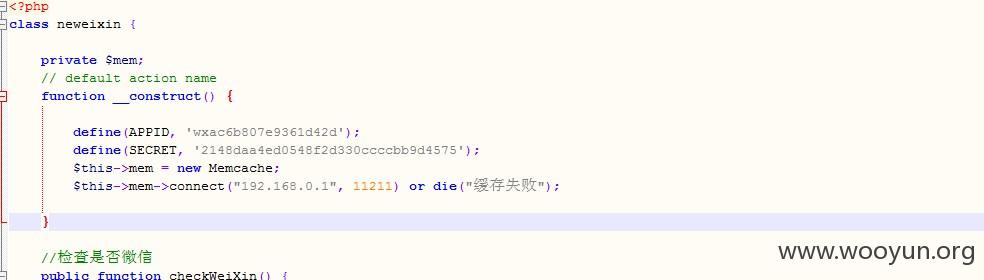 <?php
class neweixin {
private $mem;
// default action name
function __construct() {
define(APPID, 'wxac6b807e9361d42d');
define(SECRET, '2148daa4ed0548f2d330ccccbb9d4575');
$this->mem = new Memcache;
$this->mem->connect("192.168.0.1", 11211) or die("缓存失败");
}
//检查是否微信
public function checkWeiXin() {
www.wooyun.org